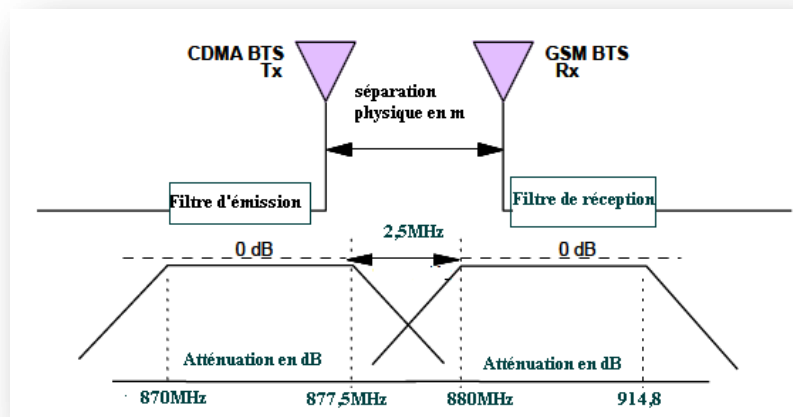 CDMA BTS
Tx
GSM BTS
Rx
séparation
physique en m
Filtre d'émission
Filtre de réception
2,5MHz
0 dB
0 dB
Atténuation en dB
Atténuation en dB
870MHz
877,5MHz
880MHz
914,8